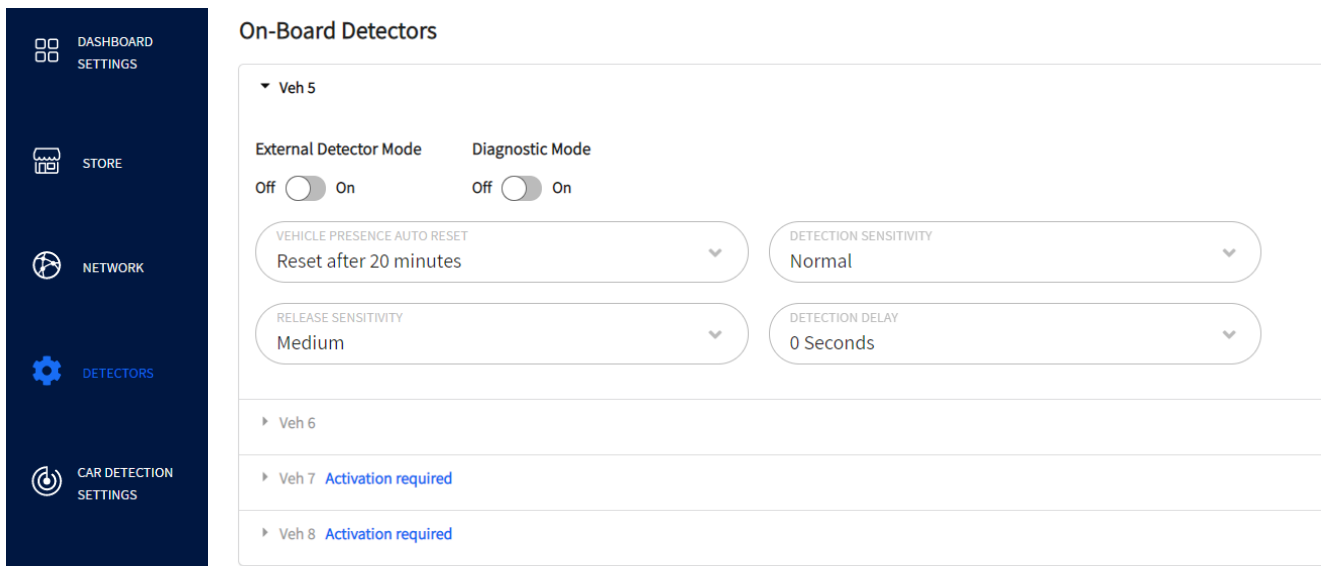 DASHBOARD
SETTINGS
STORE
NETWORK
DETECTORS
CAR DETECTION
SETTINGS
On-Board Detectors
Veh 5
External Detector Mode
Diagnostic Mode
Off On
Off On
VEHICLE PRESENCE AUTO RESET
Reset after 20 minutes
DETECTION SENSITIVITY
Normal
RELEASE SENSITIVITY
Medium
DETECTION DELAY
0 Seconds
Veh 6
Veh 7 Activation required
Veh 8 Activation required